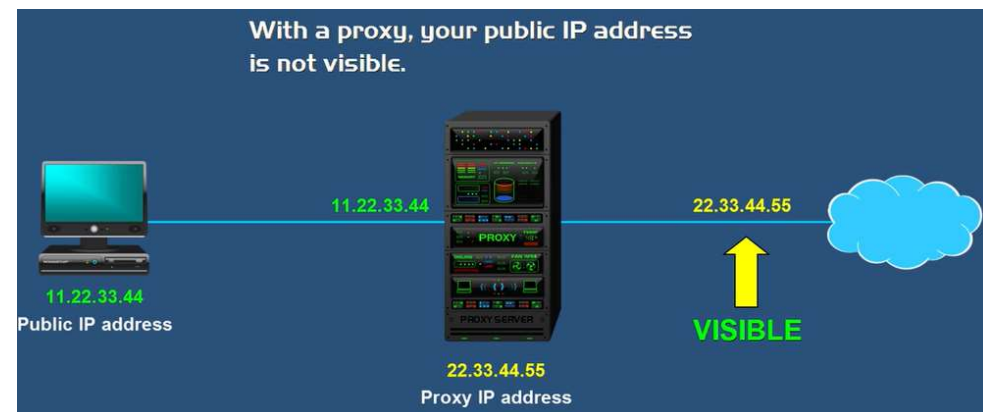 With a proxy, your public IP address
is not visible.
11.22.33.44
22.33.44.55
PROXY
11.22.33.44
Public IP address
PROXY SERVER
VISIBLE
22.33.44.55
Proxy IP address